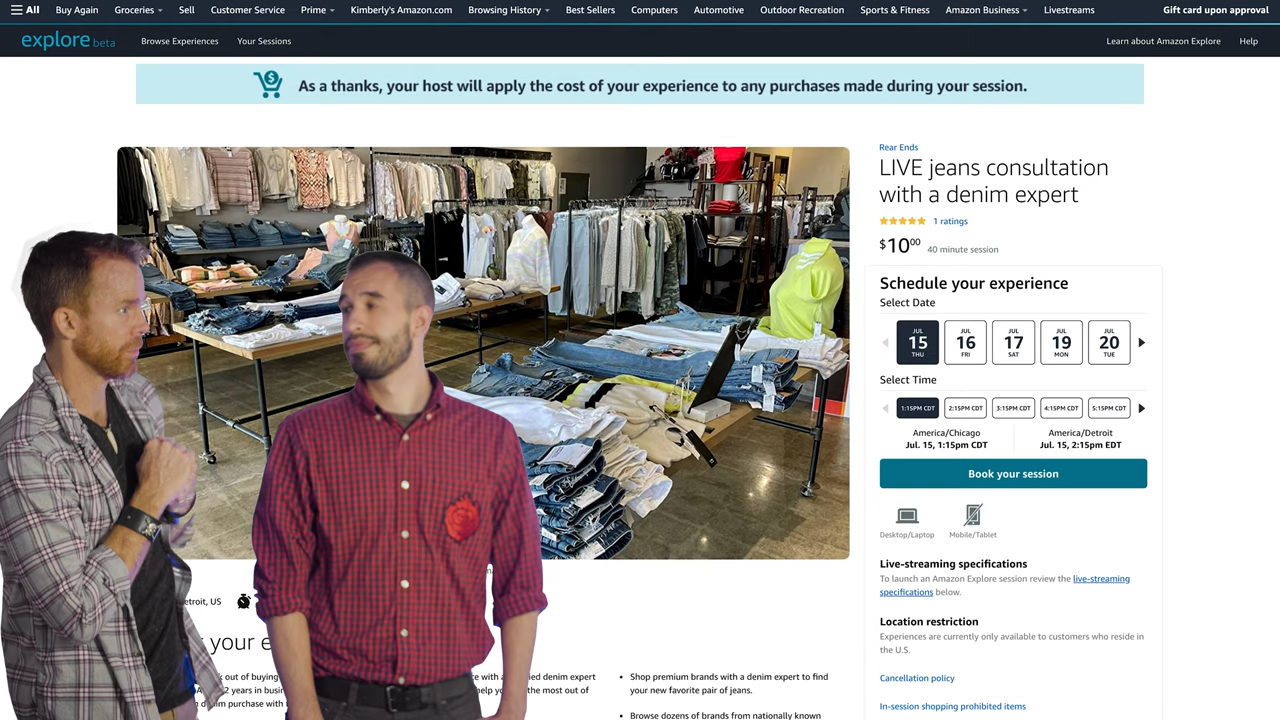 All Buy Again Groceries Sell Customer Service Prime Kimberly's Amazon.com Browsing History Best Sellers Computers Automotive Outdoor Recreation Sports & Fitness Amazon Business Livestreams Gift card upon approval
explore beta Browse Experiences Your Sessions Learn about Amazon Explore Help
As a thanks, your host will apply the cost of your experience to any purchases made during your session.
Rear Ends
LIVE jeans consultation
with a denim expert
1 ratings
$10.00 40 minute session
Schedule your experience
Select Date
JUL JUL JUL JUL JUL
15 16 17 19 20
THU FRI SAT MON TUE
Select Time
1:15PM CDT 2:15PM CDT 3:15PM CDT 4:15PM CDT 5:15PM CDT
America/Chicago America/Detroit
Jul. 15, 1:15pm CDT Jul. 15, 2:15pm EDT
Book your session
Desktop/Laptop Mobile/Tablet
Live-streaming specifications
To launch an Amazon Explore session review the live-streaming
specifications below.
Location restriction
Experiences are currently only available to customers who reside in
the U.S.
Cancellation policy
In-session shopping prohibited items
etroit, US
your e
out of buying
2 years in busi
purchase with
with a denim expert
help the most out of
• Shop premium brands with a denim expert to find
your new favorite pair of jeans.
• Browse dozens of brands from nationally known